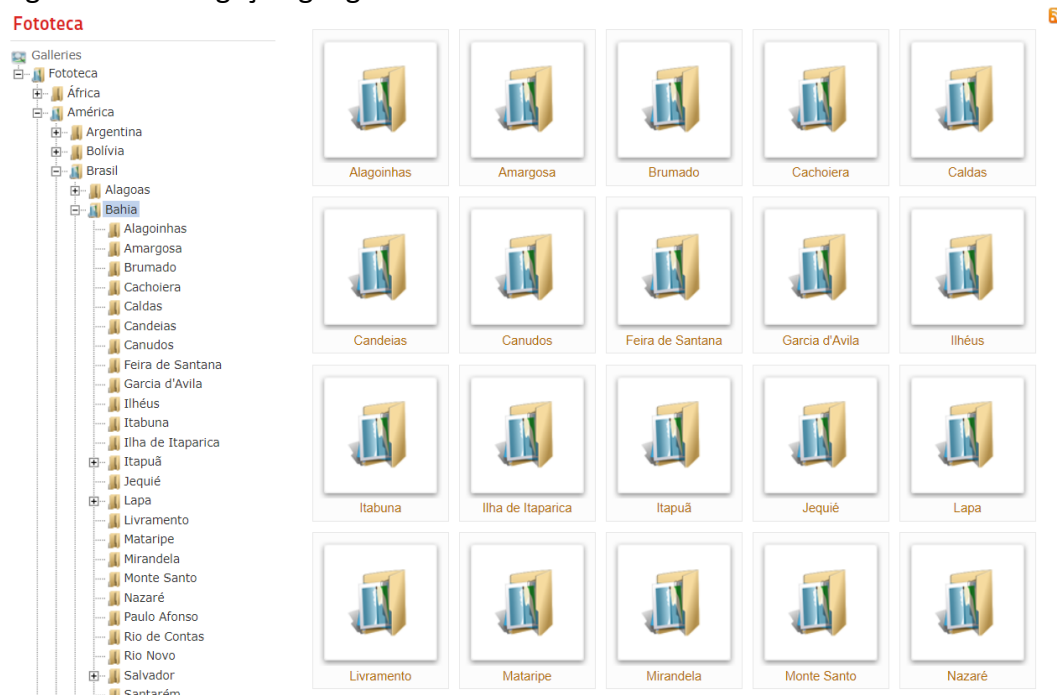 Fototeca
Galleries
Fototeca
África
América
Argentina
Bolívia
Brasil
Alagoas
Bahia
Alagoinhas
Amargosa
Brumado
Cachoiera
Caldas
Candeias
Canudos
Feira de Santana
Garcia d'Avila
Ilhéus
Itabuna
Ilha de Itaparica
Itapuã
Jequié
Lapa
Livramento
Mataripe
Mirandela
Monte Santo
Nazaré
Paulo Afonso
Rio de Contas
Rio Novo
Salvador
Santarém
Alagoinhas Amargosa Brumado Cachoiera Caldas
Candeias Canudos Feira de Santana Garcia d'Avila Ilhéus
Itabuna Ilha de Itaparica Itapuã Jequié Lapa
Livramento Mataripe Mirandela Monte Santo Nazaré